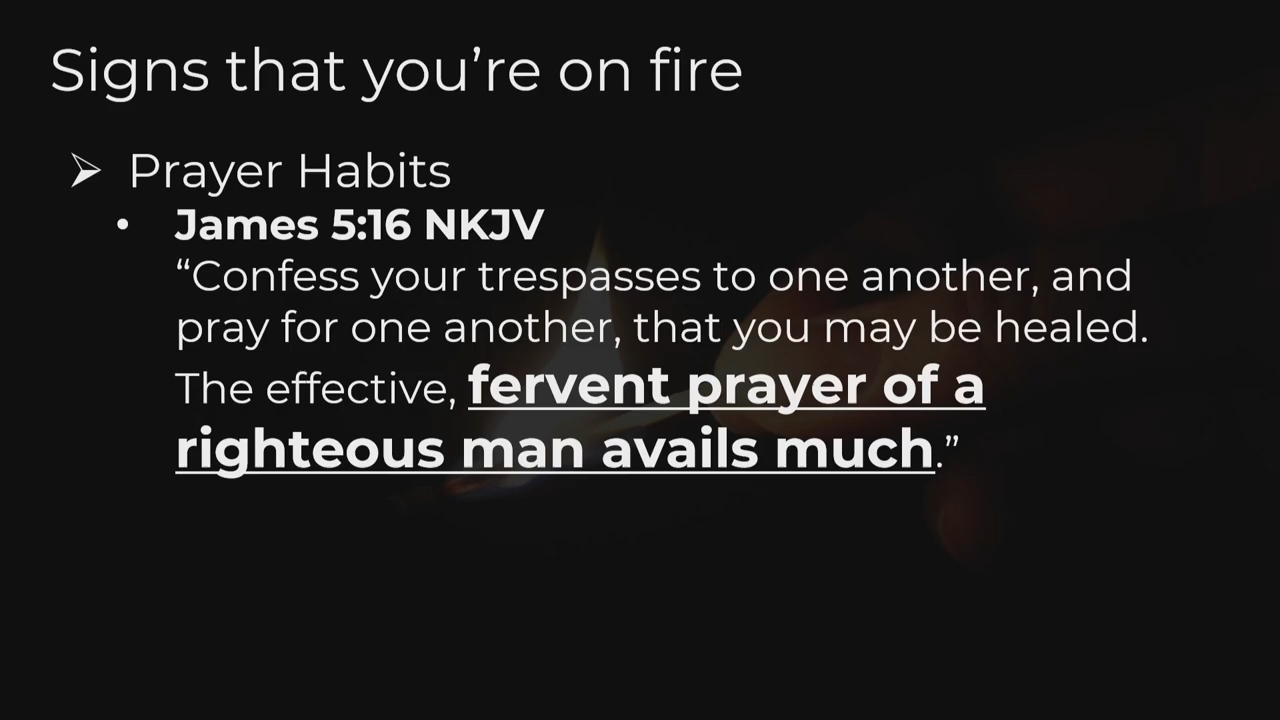 Signs that you’re on fire
➢ Prayer Habits
• James 5:16 NKJV
“Confess your trespasses to one another, and
pray for one another, that you may be healed.
The effective, fervent prayer of a
righteous man avails much.”